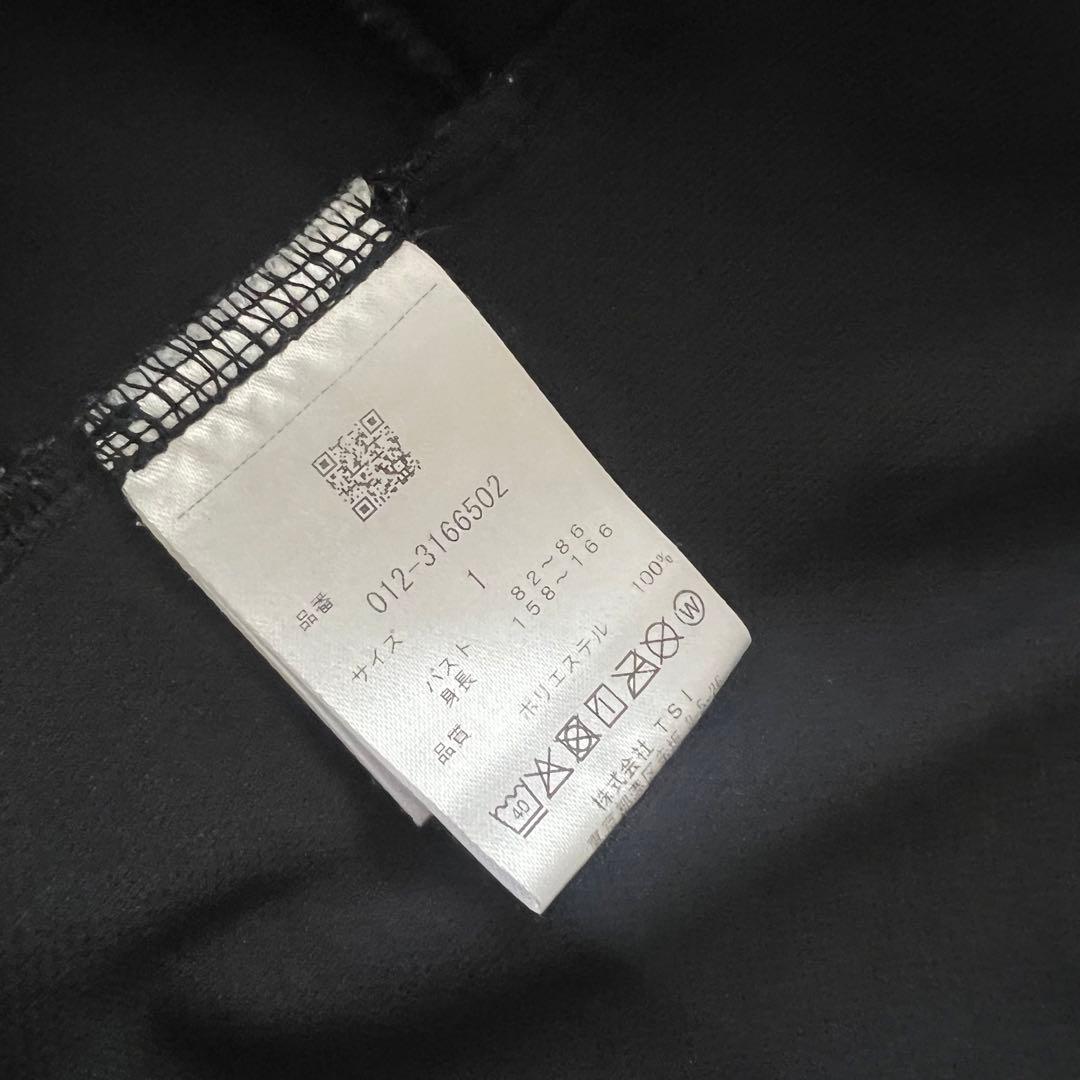 品番 012-3166502
サイズ 1
バスト 82～86
身長 158～166
品質 ポリエステル 100%
40 W
株式会社 TSI